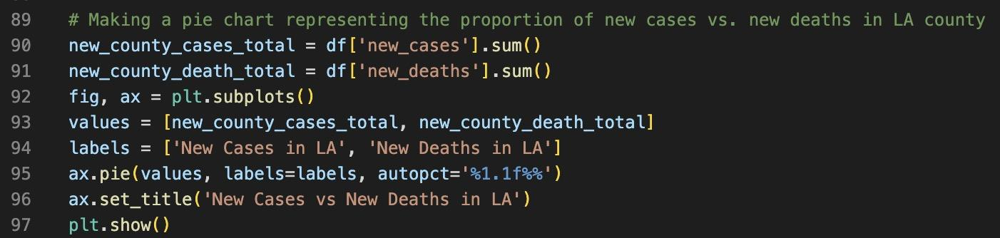 89 # Making a pie chart representing the proportion of new cases vs. new deaths in LA county
90 new_county_cases_total = df['new_cases'].sum()
91 new_county_death_total = df['new_deaths'].sum()
92 fig, ax = plt.subplots()
93 values = [new_county_cases_total, new_county_death_total]
94 labels = ['New Cases in LA', 'New Deaths in LA']
95 ax.pie(values, labels=labels, autopct='%1.1f%%')
96 ax.set_title('New Cases vs New Deaths in LA')
97 plt.show()